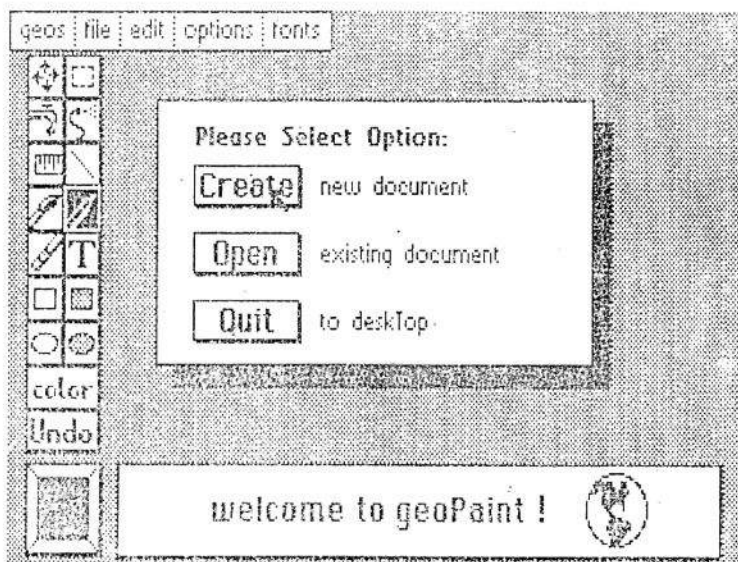 geos file edit options fonts
Please Select Option:
Create new document
Open existing document
Quit to deskTop
T
color
Undo
welcome to geoPaint !